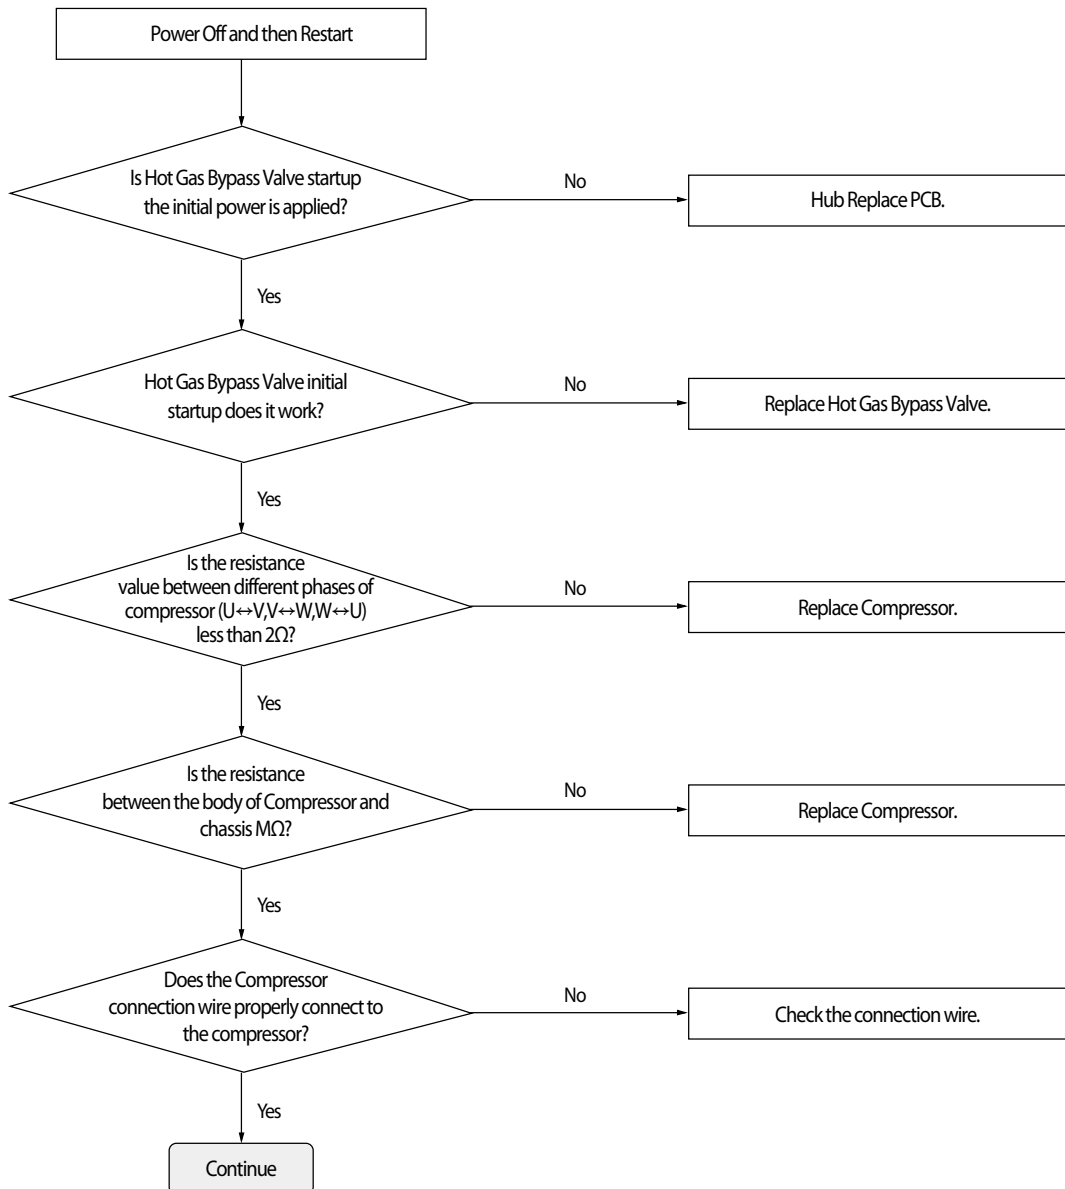 Power Off and then Restart
Is Hot Gas Bypass Valve startup
the initial power is applied?
No
Hub Replace PCB.
Yes
Hot Gas Bypass Valve initial
startup does it work?
No
Replace Hot Gas Bypass Valve.
Yes
Is the resistance
value between different phases of
compressor (U↔V,V↔W,W↔U)
less than 2Ω?
No
Replace Compressor.
Yes
Is the resistance
between the body of Compressor and
chassis MΩ?
No
Replace Compressor.
Yes
Does the Compressor
connection wire properly connect to
the compressor?
No
Check the connection wire.
Yes
Continue